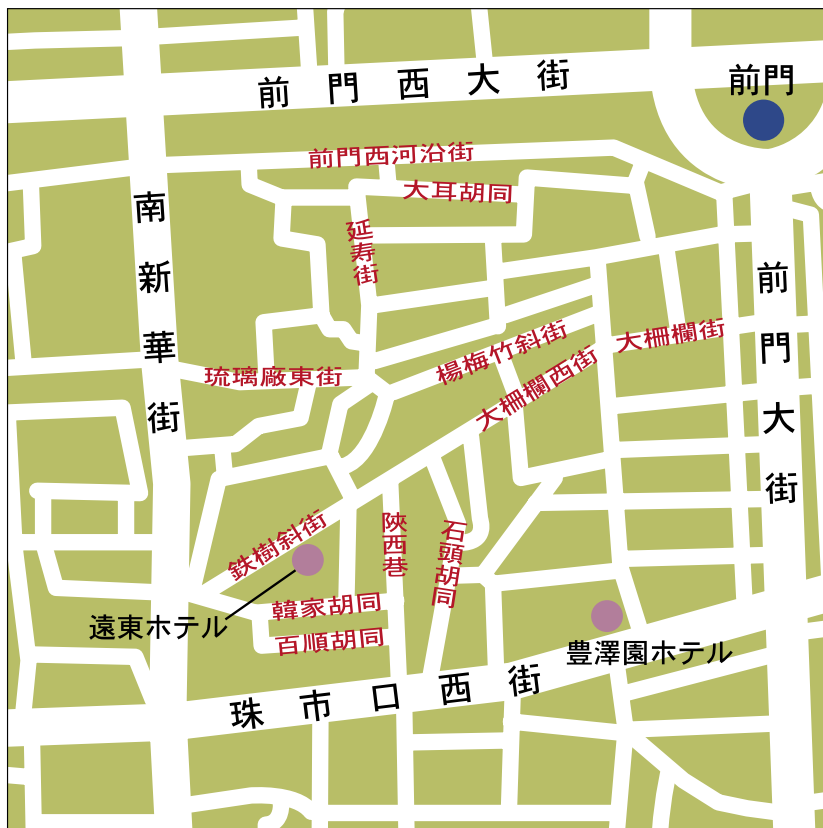 前門西大街
前門
前門西河沿街
大耳胡同
南新華街
延寿街
前門大街
大柵欄街
楊梅竹斜街
琉璃廠東街
大柵欄西街
鉄樹斜街
陝西巷
石頭胡同
韓家胡同
百順胡同
遠東ホテル
豊澤園ホテル
珠市口西街